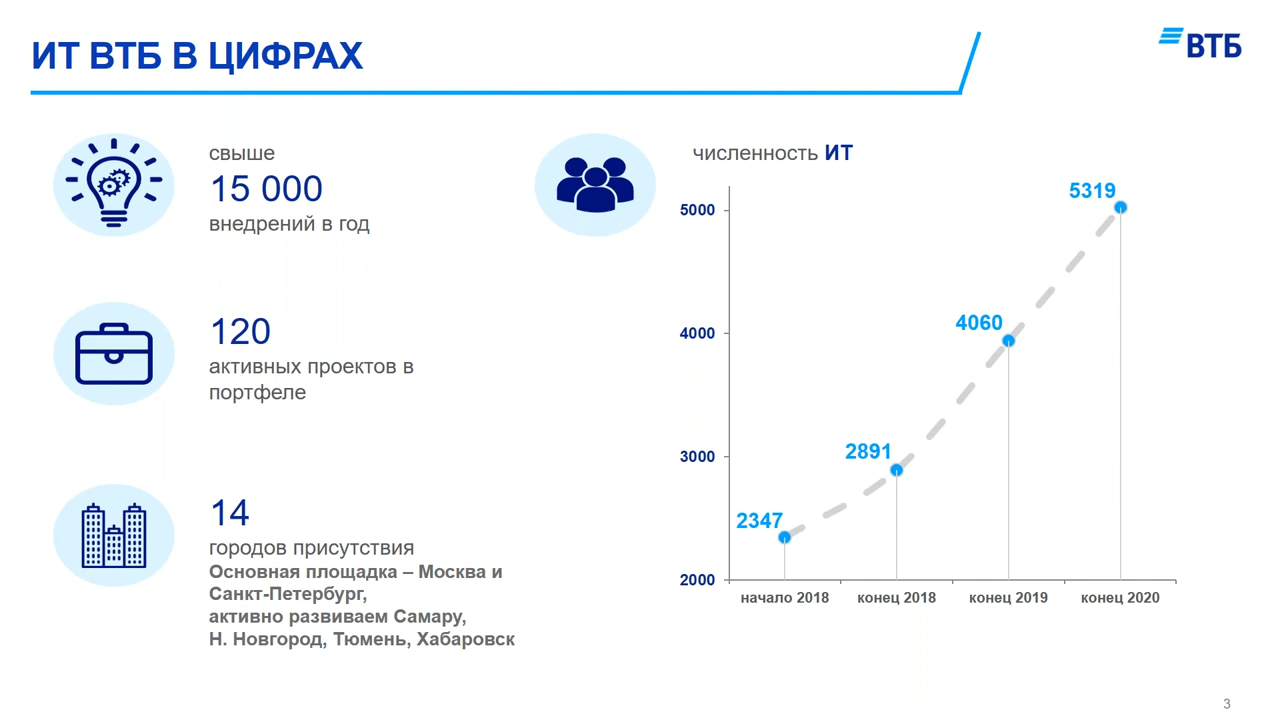 ИТ ВТБ В ЦИФРАХ
ВТБ
свыше
15 000
внедрений в год
120
активных проектов в
портфеле
14
городов присутствия
Основная площадка – Москва и
Санкт-Петербург,
активно развиваем Самару,
Н. Новгород, Тюмень, Хабаровск
численность ИТ
5319
5000
4060
4000
2891
3000
2347
2000
начало 2018
конец 2018
конец 2019
конец 2020
3